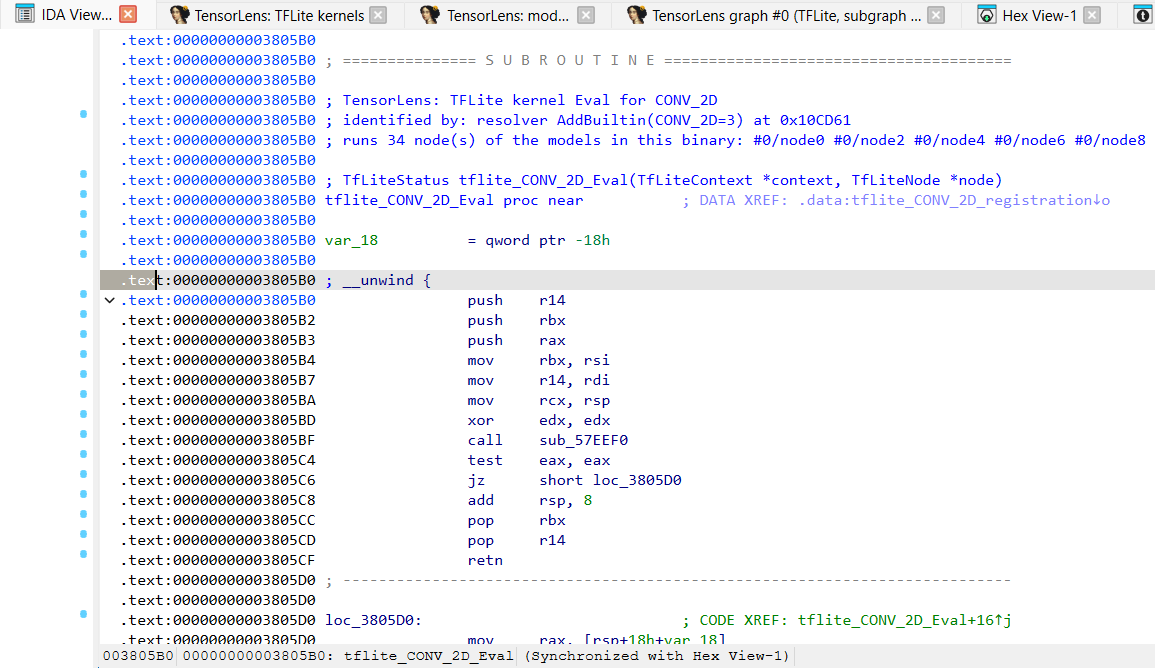 IDA View... TensorLens: TFLite kernels TensorLens: mod... TensorLens graph #0 (TFLite, subgraph ... Hex View-1
.text:00000000003805B0
.text:00000000003805B0 ; =============== S U B R O U T I N E =======================================
.text:00000000003805B0
.text:00000000003805B0 ; TensorLens: TFLite kernel Eval for CONV_2D
.text:00000000003805B0 ; identified by: resolver AddBuiltin(CONV_2D=3) at 0x10CD61
.text:00000000003805B0 ; runs 34 node(s) of the models in this binary: #0/node0 #0/node2 #0/node4 #0/node6 #0/node8
.text:00000000003805B0
.text:00000000003805B0 ; TfLiteStatus tflite_CONV_2D_Eval(TfLiteContext *context, TfLiteNode *node)
.text:00000000003805B0 tflite_CONV_2D_Eval proc near ; DATA XREF: .data:tflite_CONV_2D_registration↓o
.text:00000000003805B0
.text:00000000003805B0 var_18 = qword ptr -18h
.text:00000000003805B0
.text:00000000003805B0 ; __unwind {
.text:00000000003805B0 push r14
.text:00000000003805B2 push rbx
.text:00000000003805B3 push rax
.text:00000000003805B4 mov rbx, rsi
.text:00000000003805B7 mov r14, rdi
.text:00000000003805BA mov rcx, rsp
.text:00000000003805BD xor edx, edx
.text:00000000003805BF call sub_57EEF0
.text:00000000003805C4 test eax, eax
.text:00000000003805C6 jz short loc_3805D0
.text:00000000003805C8 add rsp, 8
.text:00000000003805CC pop rbx
.text:00000000003805CD pop r14
.text:00000000003805CF retn
.text:00000000003805D0 ; ---------------------------------------------------------------------------
.text:00000000003805D0
.text:00000000003805D0 loc_3805D0: ; CODE XREF: tflite_CONV_2D_Eval+16↑j
.text:00000000003805D0 mov rax, [rsp+18h+var_18]
003805B0 00000000003805B0: tflite_CONV_2D_Eval (Synchronized with Hex View-1)